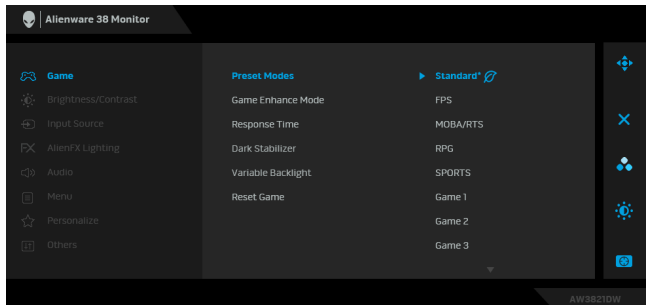 Alienware 38 Monitor
Game
Preset Modes
Standard*
Brightness/Contrast
Game Enhance Mode
FPS
Input Source
Response Time
MOBA/RTS
FX
AlienFX Lighting
Dark Stabilizer
RPG
Audio
Variable Backlight
SPORTS
Menu
Reset Game
Game 1
Personalize
Game 2
Others
Game 3
AW3821DW